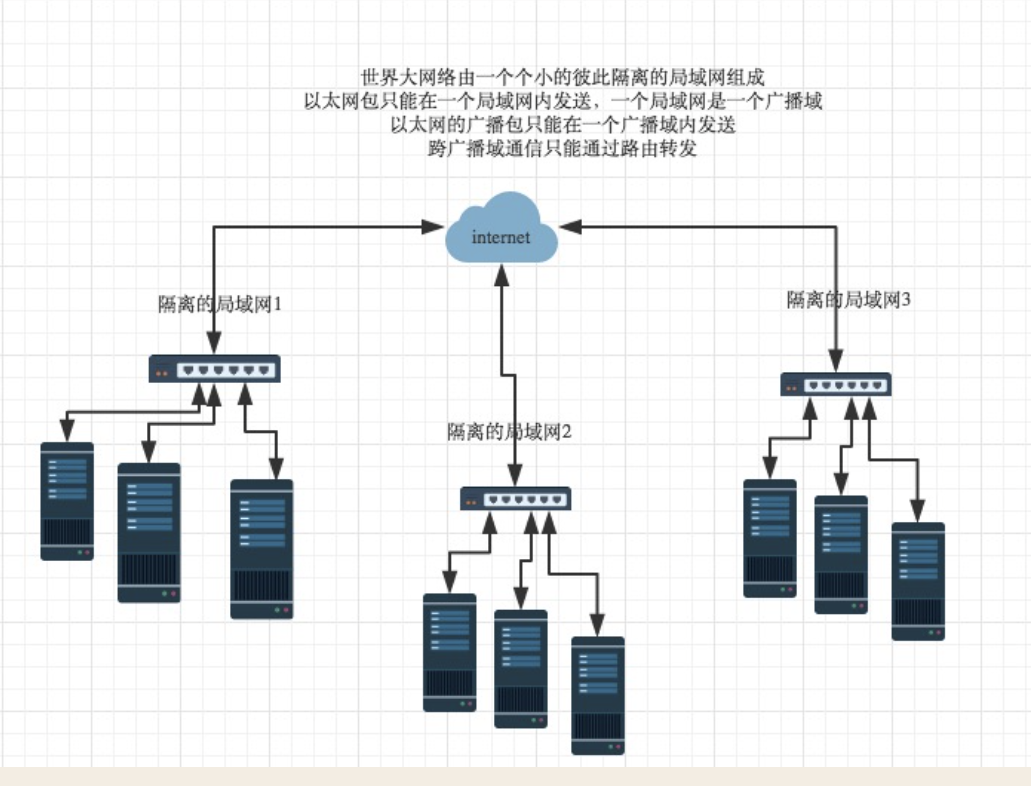 世界大网络由一个个小的彼此隔离的局域网组成
以太网包只能在一个局域网内发送，一个局域网是一个广播域
以太网的广播包只能在一个广播域内发送
跨广播域通信只能通过路由转发
internet
隔离的局域网1
隔离的局域网3
隔离的局域网2